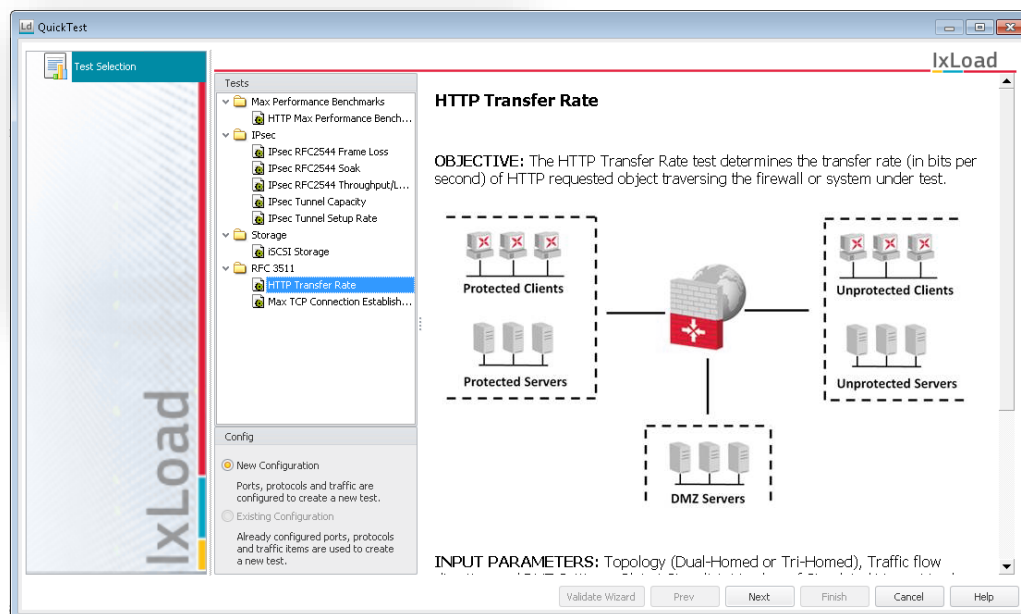 Ld QuickTest
Test Selection
IxLoad
IxLoad
Tests
Max Performance Benchmarks
HTTP Max Performance Bench...
IPsec
IPsec RFC2544 Frame Loss
IPsec RFC2544 Soak
IPsec RFC2544 Throughput/L...
IPsec Tunnel Capacity
IPsec Tunnel Setup Rate
Storage
iSCSI Storage
RFC 3511
HTTP Transfer Rate
Max TCP Connection Establish...
Config
New Configuration
Ports, protocols and traffic are
configured to create a new test.
Existing Configuration
Already configured ports, protocols
and traffic items are used to create
a new test.
HTTP Transfer Rate
OBJECTIVE: The HTTP Transfer Rate test determines the transfer rate (in bits per
second) of HTTP requested object traversing the firewall or system under test.
Protected Clients
Unprotected Clients
Protected Servers
Unprotected Servers
DMZ Servers
INPUT PARAMETERS: Topology (Dual-Homed or Tri-Homed), Traffic flow
Validate Wizard
Prev
Next
Finish
Cancel
Help